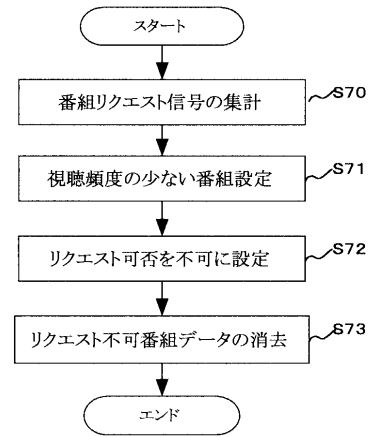 スタート
番組リクエスト信号の集計
S70
視聴頻度の少ない番組設定
S71
リクエスト可否を不可に設定
S72
リクエスト不可番組データの消去
S73
エンド